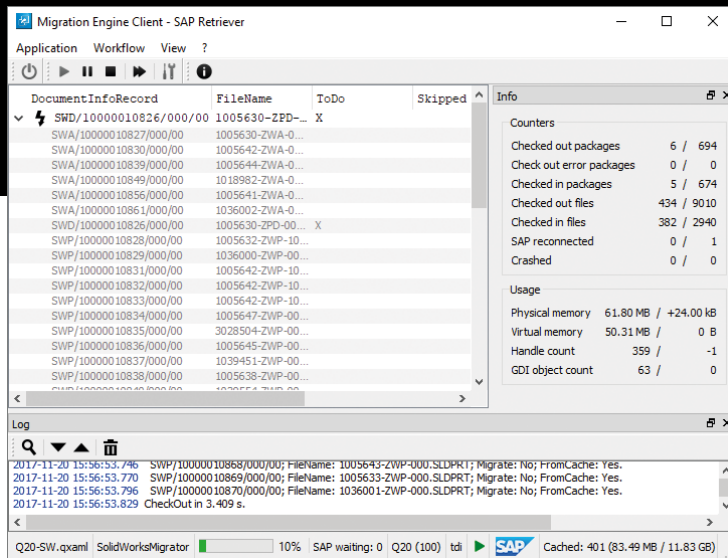 Migration Engine Client - SAP Retriever
Application Workflow View ?
DocumentInfoRecord FileName ToDo Skipped
SWD/10000010826/000/00 1005630-ZPD-... X
SWA/10000010827/000/00 1005630-ZWA-0...
SWA/10000010830/000/00 1005642-ZWA-0...
SWA/10000010839/000/00 1005644-ZWA-0...
SWA/10000010849/000/00 1018982-ZWA-0...
SWA/10000010856/000/00 1005641-ZWA-0...
SWA/10000010861/000/00 1036002-ZWA-0...
SWD/10000010826/000/00 1005630-ZPD-00... X
SWP/10000010828/000/00 1005632-ZWP-10...
SWP/10000010829/000/00 1036000-ZWP-00...
SWP/10000010831/000/00 1005642-ZWP-10...
SWP/10000010832/000/00 1005642-ZWP-10...
SWP/10000010833/000/00 1005642-ZWP-10...
SWP/10000010834/000/00 1005647-ZWP-00...
SWP/10000010835/000/00 3028504-ZWP-00...
SWP/10000010836/000/00 1005645-ZWP-00...
SWP/10000010837/000/00 1039451-ZWP-00...
SWP/10000010838/000/00 1005638-ZWP-00...
Info
Counters
Checked out packages 6 / 694
Check out error packages 0 / 0
Checked in packages 5 / 674
Checked out files 434 / 9010
Checked in files 382 / 2940
SAP reconnected 0 / 1
Crashed 0 / 0
Usage
Physical memory 61.80 MB / +24.00 kB
Virtual memory 50.31 MB / 0 B
Handle count 359 / -1
GDI object count 63 / 0
Log
2017-11-20 15:56:53.746 SWP/10000010868/000/00; FileName: 1005643-ZWP-000.SLDPRT; Migrate: No; FromCache: Yes.
2017-11-20 15:56:53.770 SWP/10000010869/000/00; FileName: 1005633-ZWP-000.SLDPRT; Migrate: No; FromCache: Yes.
2017-11-20 15:56:53.796 SWP/10000010870/000/00; FileName: 1036001-ZWP-000.SLDPRT; Migrate: No; FromCache: Yes.
2017-11-20 15:56:53.829 CheckOut in 3.409 s.
Q20-SW.qxaml SolidWorksMigrator 10% SAP waiting: 0 Q20 (100) tdi SAP Cached: 401 (83.49 MB / 11.83 GB)